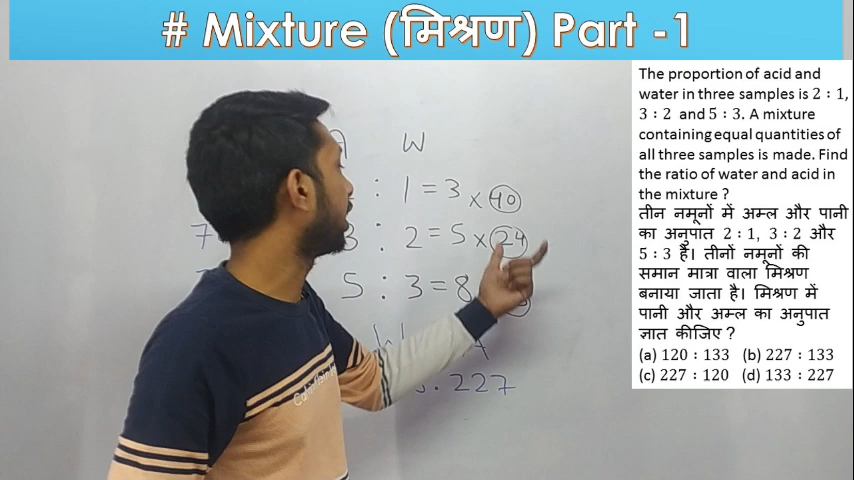 # Mixture (मिश्रण) Part -1
The proportion of acid and
water in three samples is 2 : 1,
3 : 2 and 5 : 3. A mixture
containing equal quantities of
all three samples is made. Find
the ratio of water and acid in
the mixture ?
तीन नमूनों में अम्ल और पानी
का अनुपात 2 : 1, 3 : 2 और
5 : 3 है। तीनों नमूनों की
समान मात्रा वाला मिश्रण
बनाया जाता है। मिश्रण में
पानी और अम्ल का अनुपात
ज्ञात कीजिए ?
(a) 120 : 133 (b) 227 : 133
(c) 227 : 120 (d) 133 : 227
A W
: 1 = 3 × 40
3 : 2 = 5 × 24
5 : 3 = 8
W A
: 227